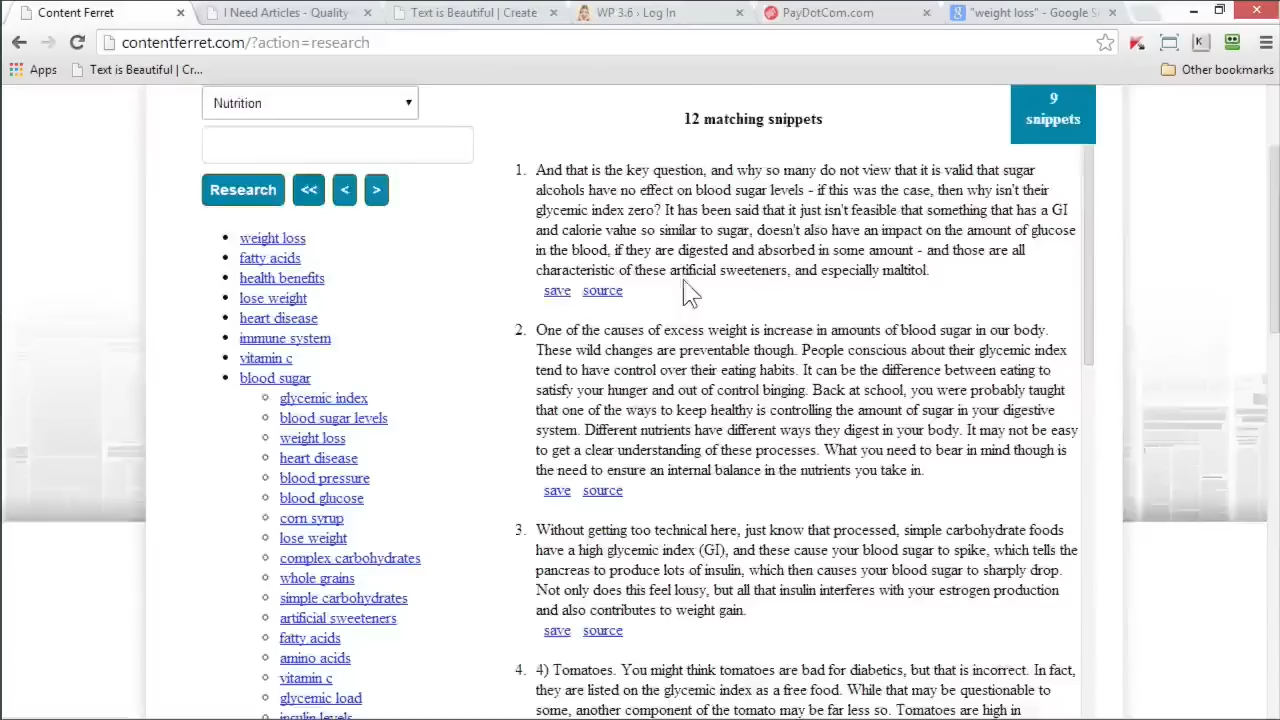 Content Ferret
I Need Articles - Quality
Text is Beautiful | Create
WP 3.6 › Log In
PayDotCom.com
"weight loss" - Google S
contentferret.com/?action=research
Apps
Text is Beautiful | Cr...
Other bookmarks
Nutrition
Research
<<
<
>
weight loss
fatty acids
health benefits
lose weight
heart disease
immune system
vitamin c
blood sugar
glycemic index
blood sugar levels
weight loss
heart disease
blood pressure
blood glucose
corn syrup
lose weight
complex carbohydrates
whole grains
simple carbohydrates
artificial sweeteners
fatty acids
amino acids
vitamin c
glycemic load
insulin levels
12 matching snippets
9
snippets
1. And that is the key question, and why so many do not view that it is valid that sugar
alcohols have no effect on blood sugar levels - if this was the case, then why isn't their
glycemic index zero? It has been said that it just isn't feasible that something that has a GI
and calorie value so similar to sugar, doesn't also have an impact on the amount of glucose
in the blood, if they are digested and absorbed in some amount - and those are all
characteristic of these artificial sweeteners, and especially maltitol.
save source
2. One of the causes of excess weight is increase in amounts of blood sugar in our body.
These wild changes are preventable though. People conscious about their glycemic index
tend to have control over their eating habits. It can be the difference between eating to
satisfy your hunger and out of control binging. Back at school, you were probably taught
that one of the ways to keep healthy is controlling the amount of sugar in your digestive
system. Different nutrients have different ways they digest in your body. It may not be easy
to get a clear understanding of these processes. What you need to bear in mind though is
the need to ensure an internal balance in the nutrients you take in.
save source
3. Without getting too technical here, just know that processed, simple carbohydrate foods
have a high glycemic index (GI), and these cause your blood sugar to spike, which tells the
pancreas to produce lots of insulin, which then causes your blood sugar to sharply drop.
Not only does this feel lousy, but all that insulin interferes with your estrogen production
and also contributes to weight gain.
save source
4. 4) Tomatoes. You might think tomatoes are bad for diabetics, but that is incorrect. In fact,
they are listed on the glycemic index as a free food. While that may be questionable to
some, another component of the tomato may be far less so. Tomatoes are high in